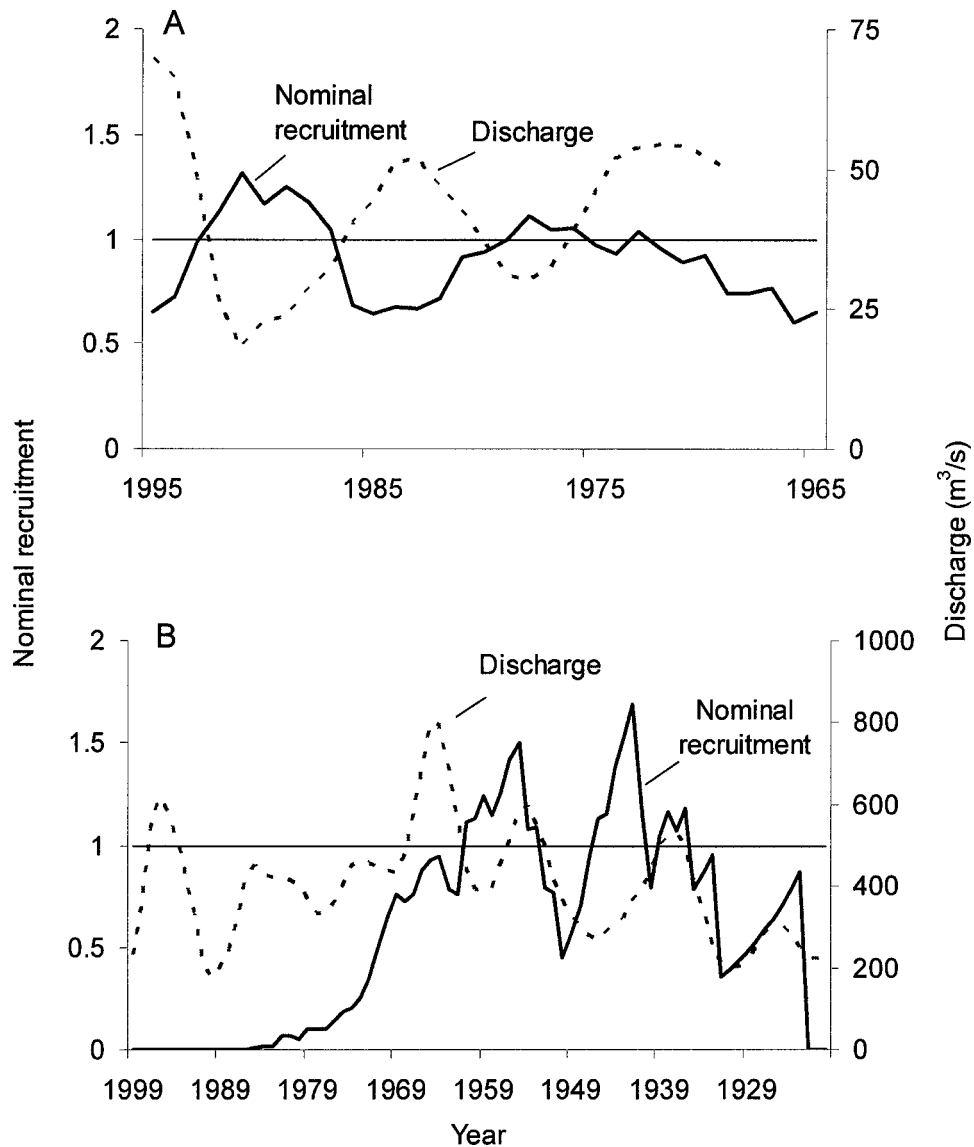 A
2
1.5
1
0.5
0
75
50
25
0
Nominal
recruitment
Discharge
1995
1985
1975
1965
Nominal recruitment
Discharge (m³/s)
B
2
1.5
1
0.5
0
1000
800
600
400
200
0
Discharge
Nominal
recruitment
1999
1989
1979
1969
1959
1949
1939
1929
Year